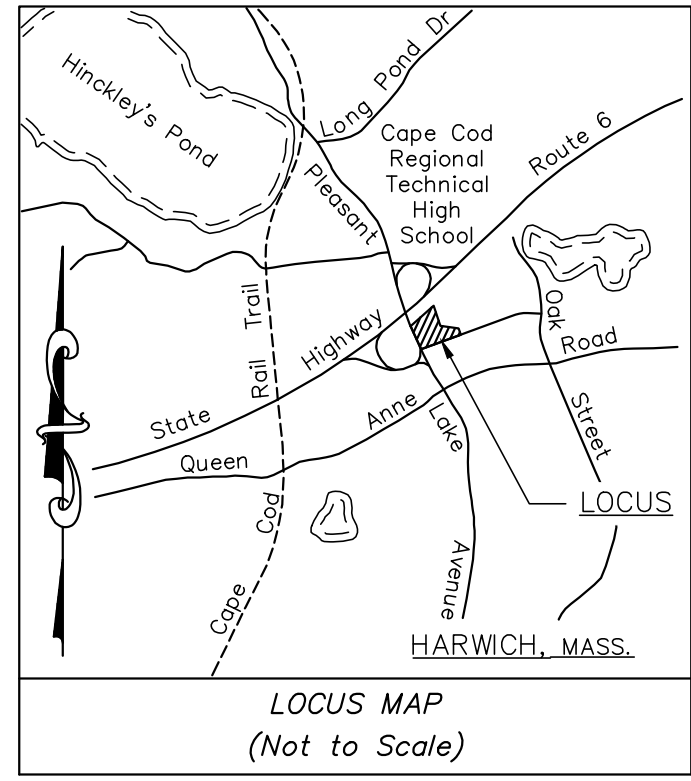 Hinckley's Pond
Long Pond Dr
Cape Cod
Regional
Technical
High
School
Route 6
Pleasant
Lake
Avenue
State Highway
Queen Anne Road
Oak
Street
Cape Cod Rail Trail
LOCUS
HARWICH, MASS.
LOCUS MAP
(Not to Scale)